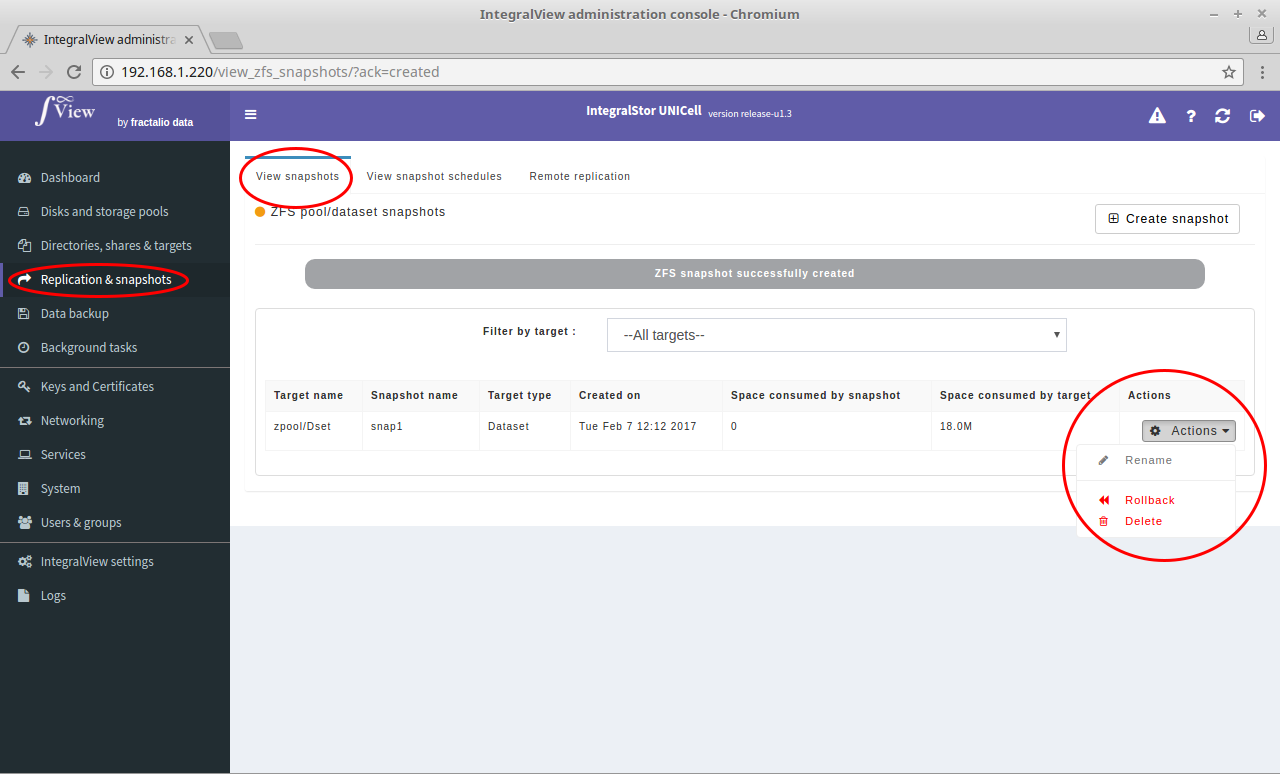 IntegralView administration console - Chromium
IntegralView administra
192.168.1.220/view_zfs_snapshots/?ack=created
View by fractalio data
IntegralStor UNICell version release-u1.3
Dashboard
Disks and storage pools
Directories, shares & targets
Replication & snapshots
Data backup
Background tasks
Keys and Certificates
Networking
Services
System
Users & groups
IntegralView settings
Logs
View snapshots View snapshot schedules Remote replication
ZFS pool/dataset snapshots
Create snapshot
ZFS snapshot successfully created
Filter by target : --All targets--
Target name Snapshot name Target type Created on Space consumed by snapshot Space consumed by target Actions
zpool/Dset snap1 Dataset Tue Feb 7 12:12 2017 0 18.0M Actions
Rename
Rollback
Delete